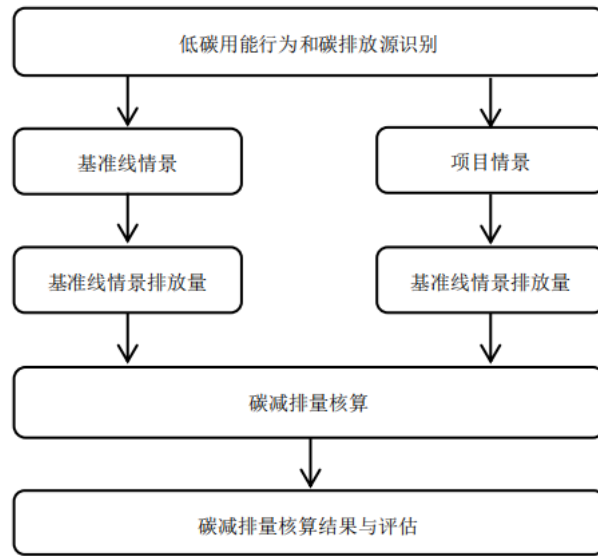 低碳用能行为和碳排放源识别
基准线情景
项目情景
基准线情景排放量
基准线情景排放量
碳减排量核算
碳减排量核算结果与评估